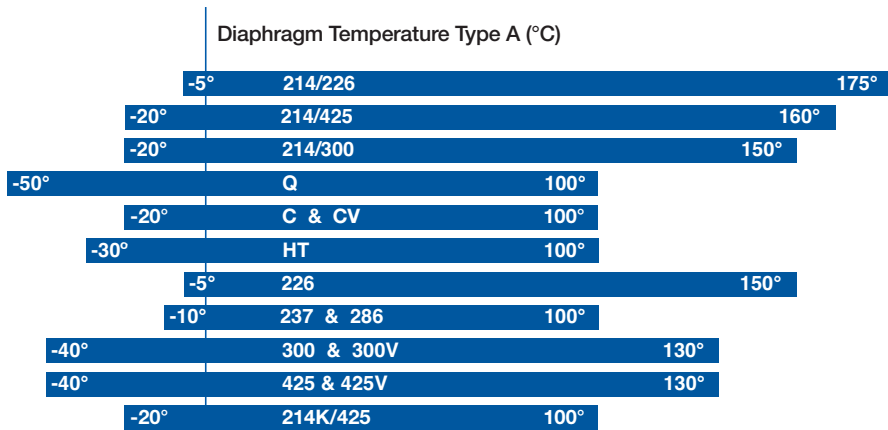 Diaphragm Temperature Type A (°C)
-5° 214/226 175°
-20° 214/425 160°
-20° 214/300 150°
-50° Q 100°
-20° C & CV 100°
-30° HT 100°
-5° 226 150°
-10° 237 & 286 100°
-40° 300 & 300V 130°
-40° 425 & 425V 130°
-20° 214K/425 100°